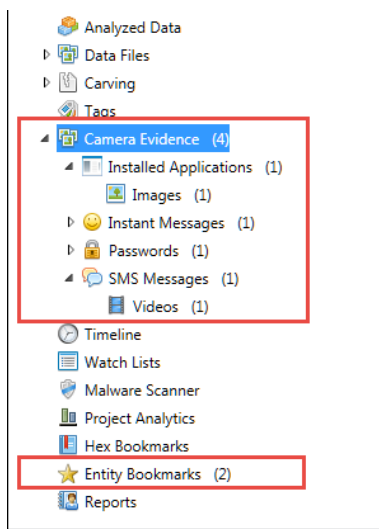 Analyzed Data
Data Files
Carving
Tags
Camera Evidence (4)
Installed Applications (1)
Images (1)
Instant Messages (1)
Passwords (1)
SMS Messages (1)
Videos (1)
Timeline
Watch Lists
Malware Scanner
Project Analytics
Hex Bookmarks
Entity Bookmarks (2)
Reports